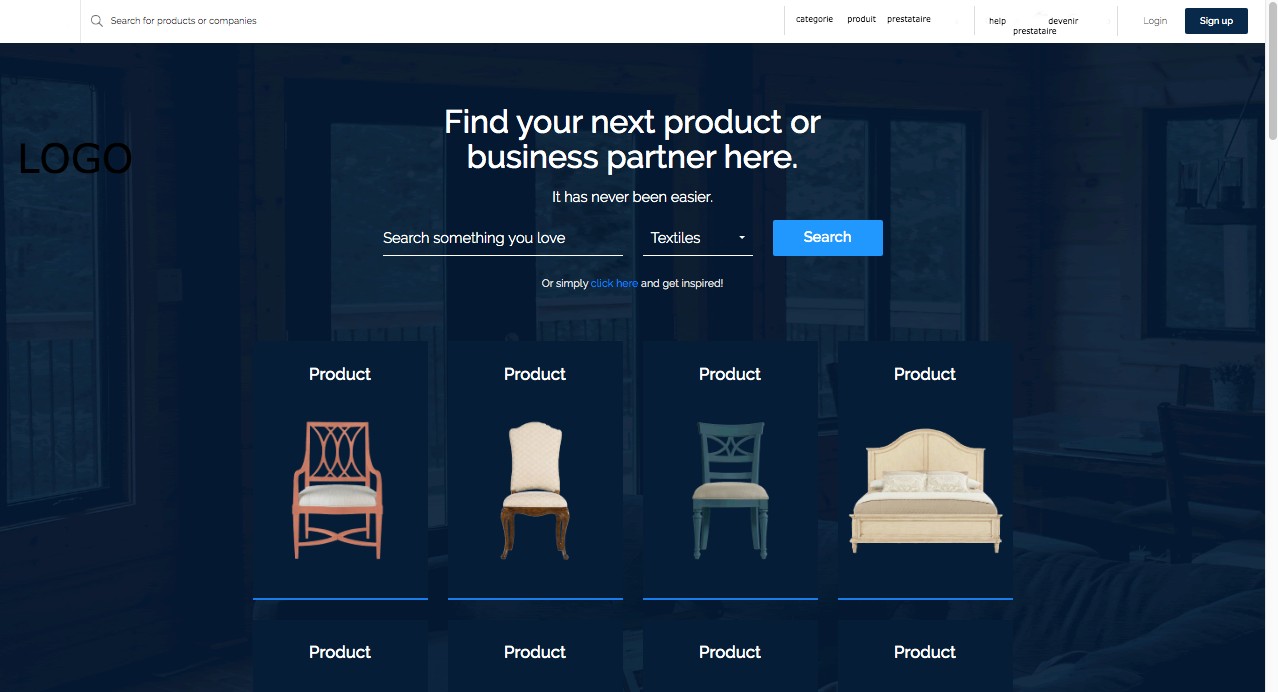 Search for products or companies
categorie produit prestataire
help devenir
prestataire
Login
Sign up
LOGO
Find your next product or
business partner here.
It has never been easier.
Search something you love
Textiles
Search
Or simply click here and get inspired!
Product
Product
Product
Product
Product
Product
Product
Product